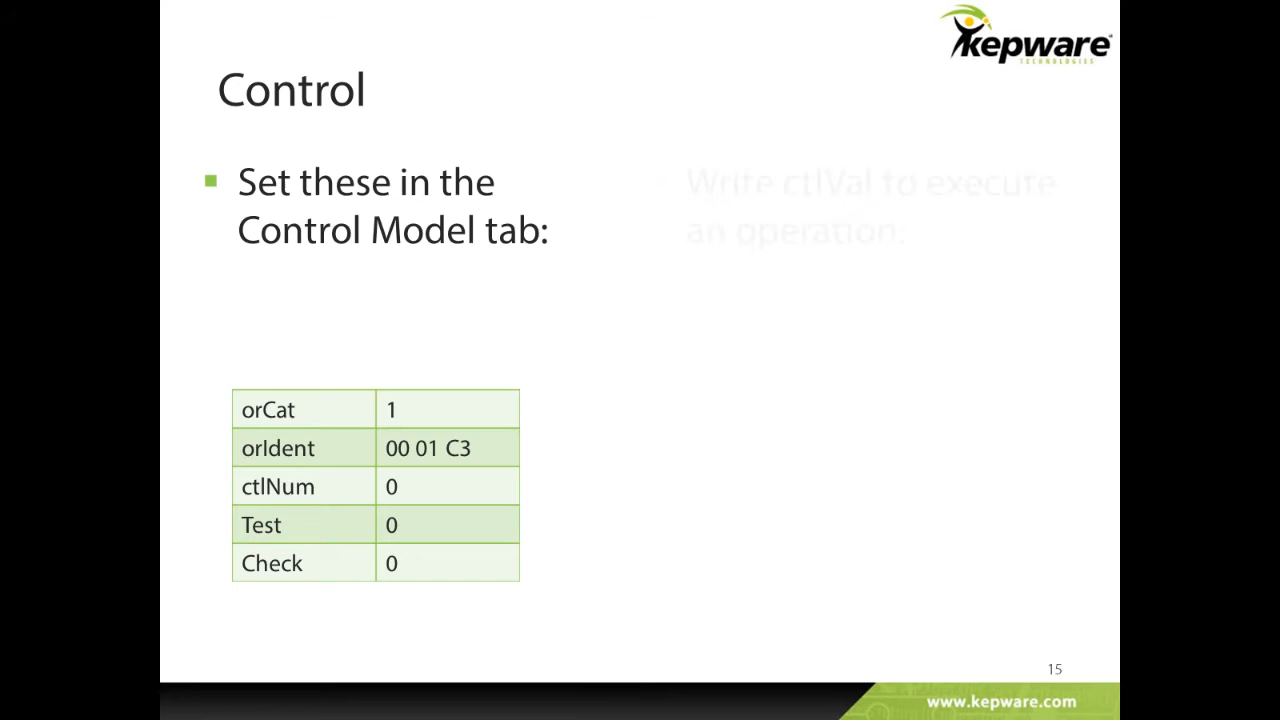 kepware
TECHNOLOGIES
Control
Set these in the
Control Model tab:
Write ctlVal to execute
an operation:
orCat 1
orIdent 00 01 C3
ctlNum 0
Test 0
Check 0
15
www.kepware.com